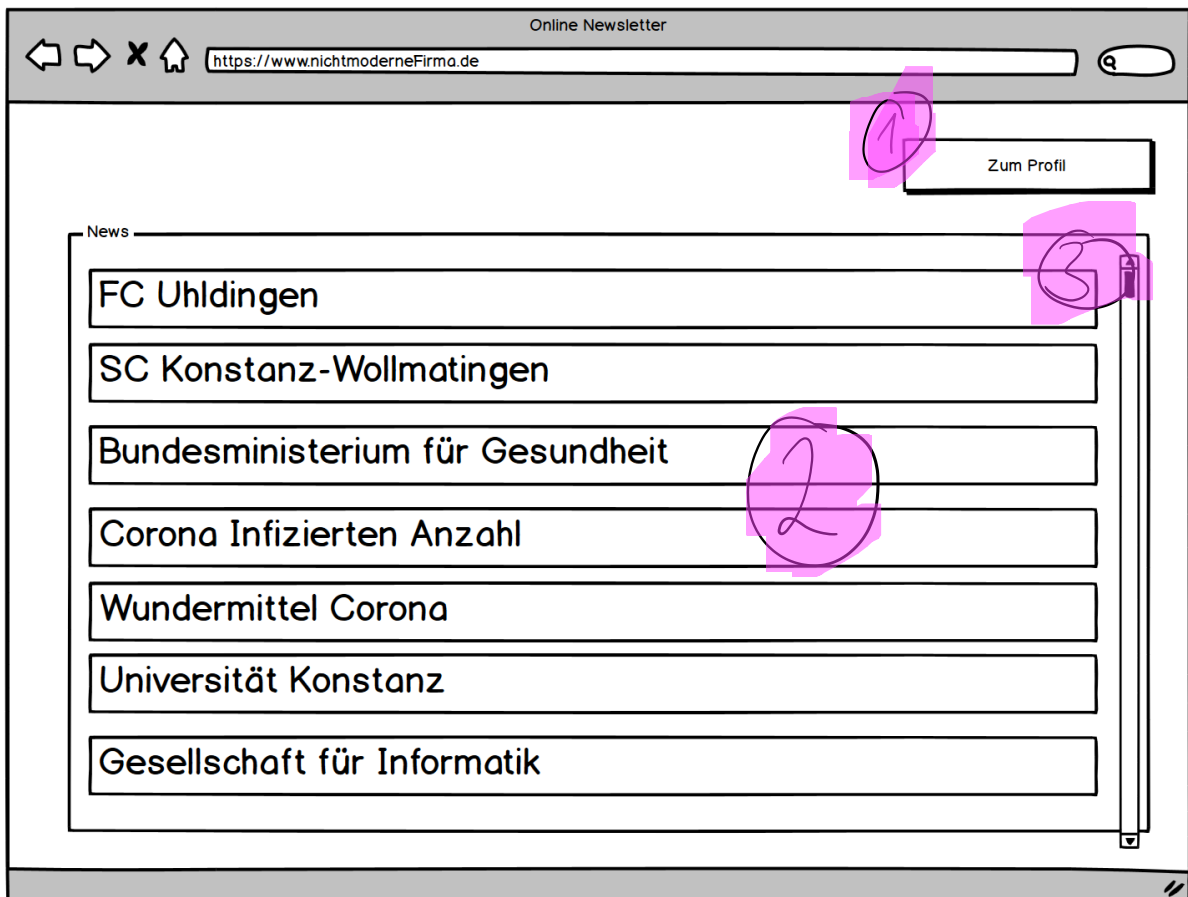 Online Newsletter
https://www.nichtmoderneFirma.de
1
Zum Profil
News
3
FC Uhldingen
SC Konstanz-Wollmatingen
Bundesministerium für Gesundheit
2
Corona Infizierten Anzahl
Wundermittel Corona
Universität Konstanz
Gesellschaft für Informatik